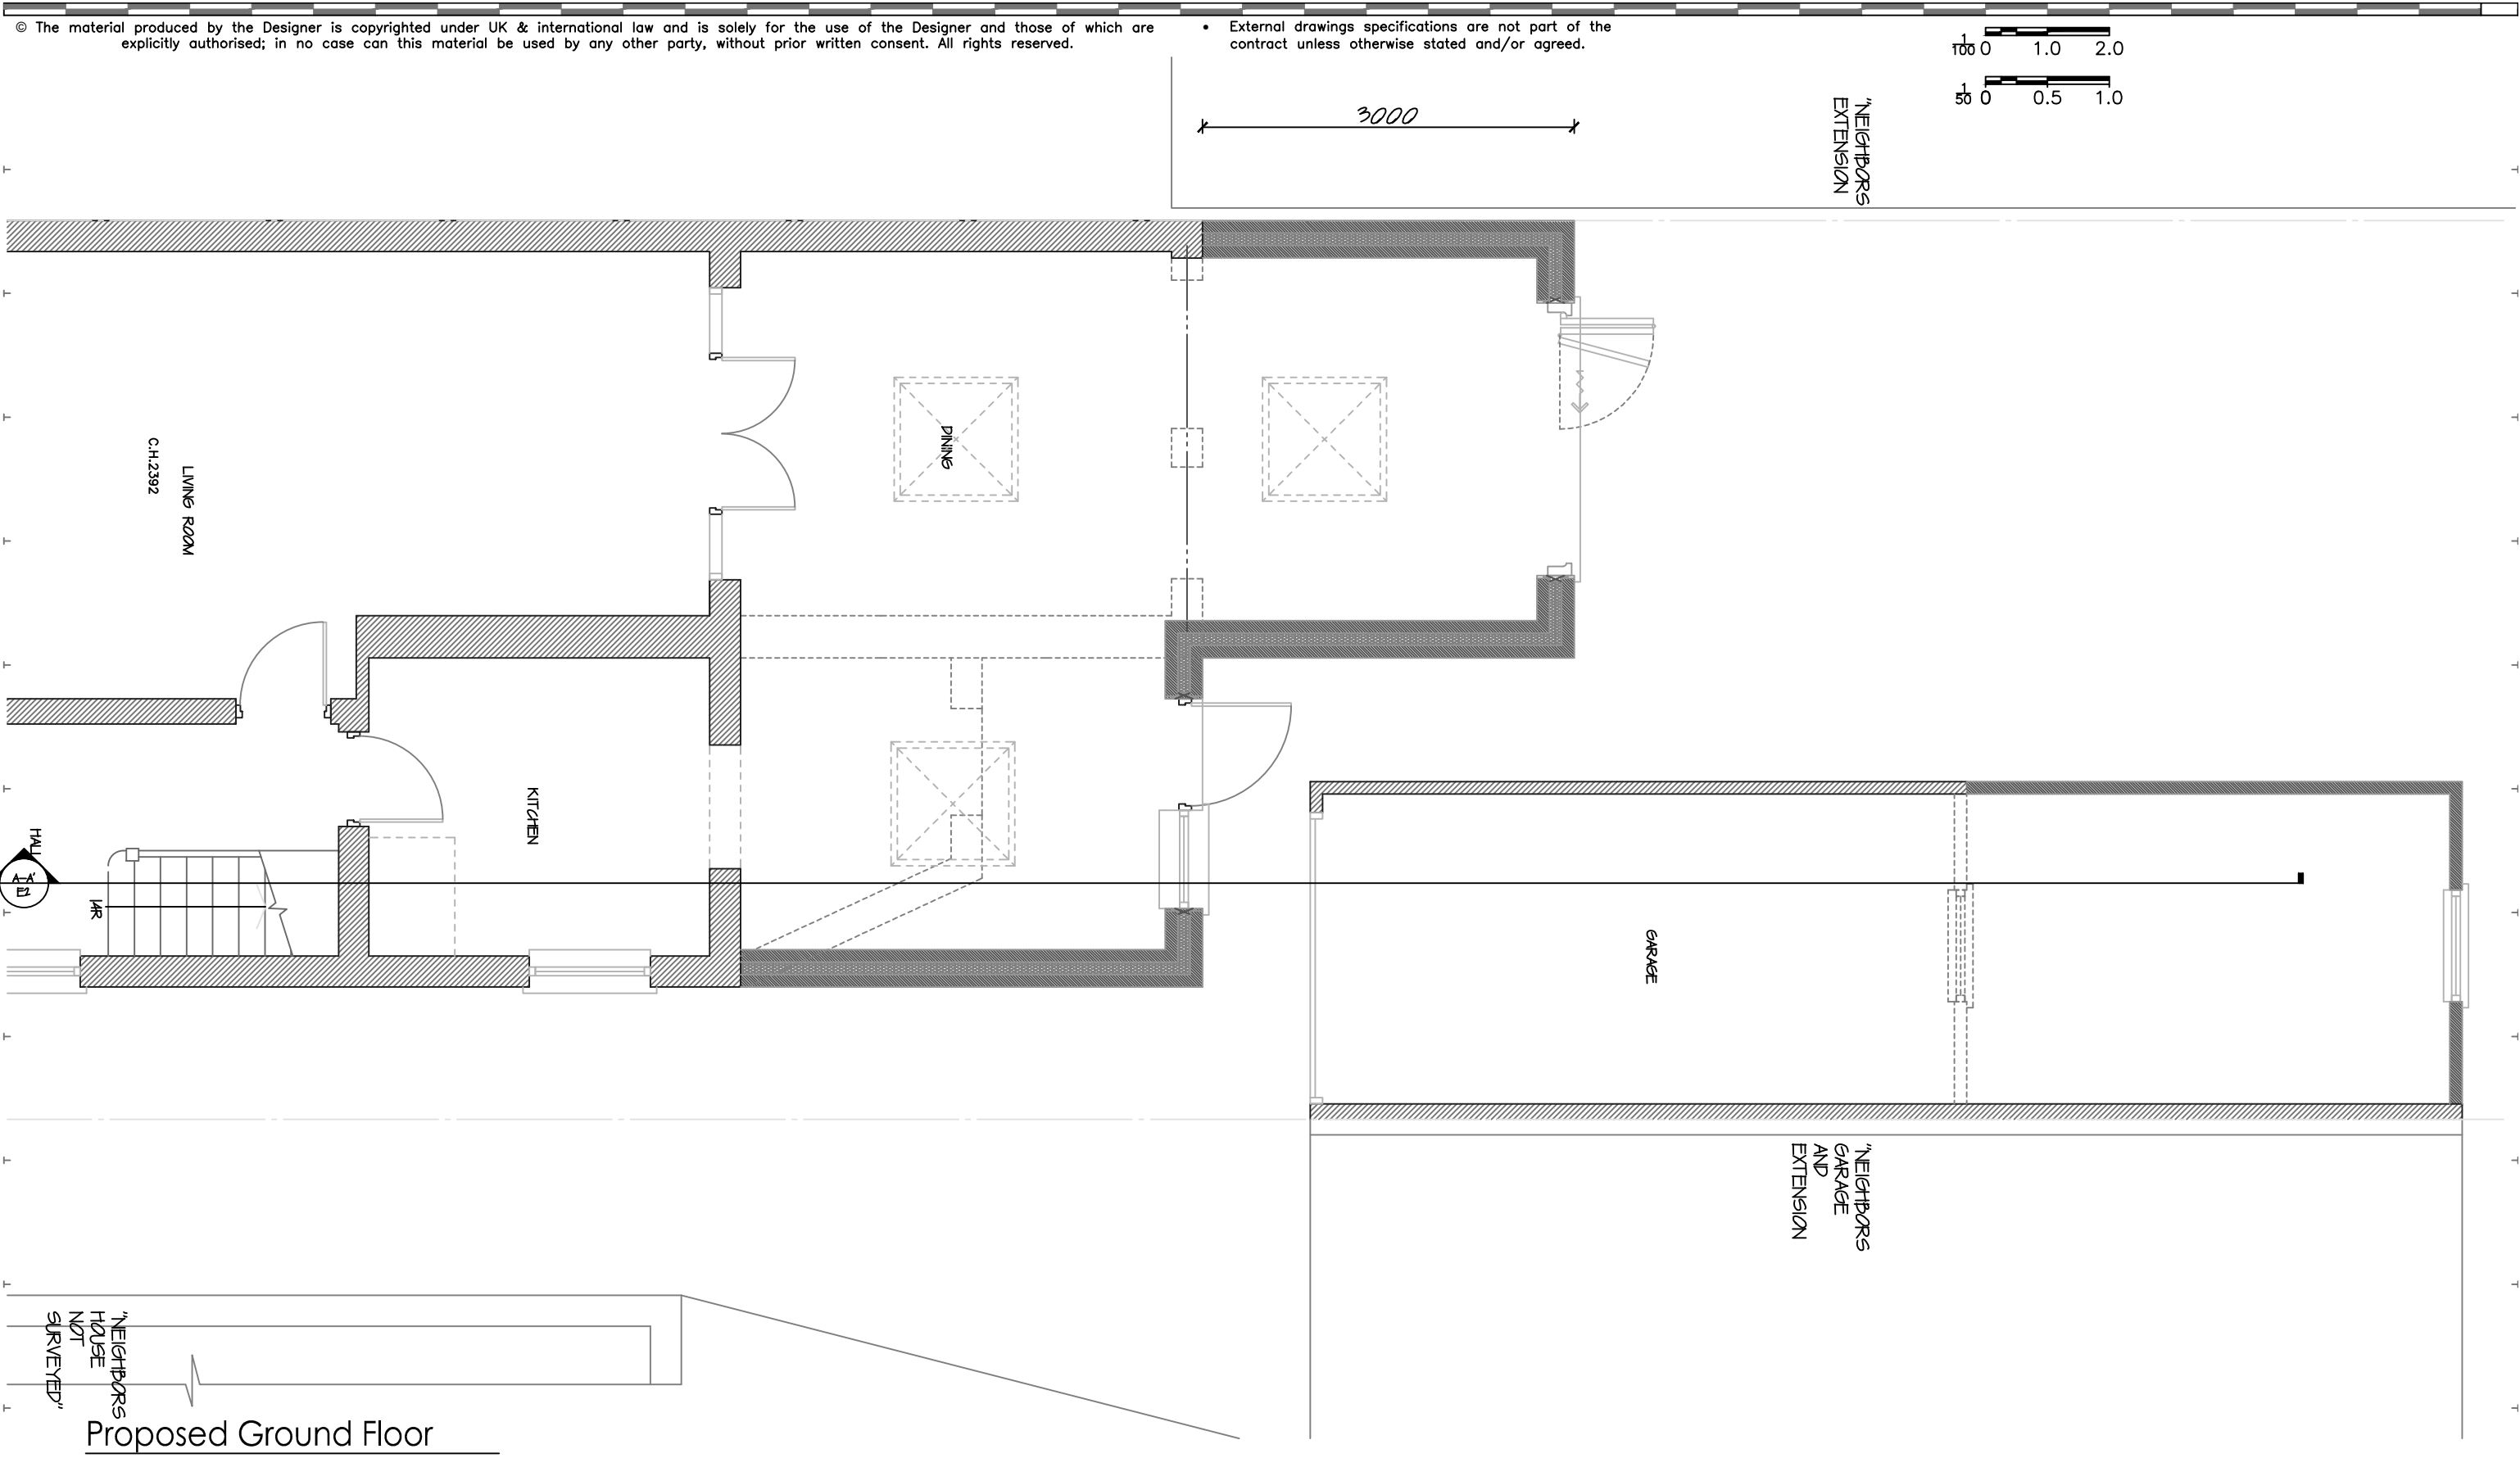 © The material produced by the Designer is copyrighted under UK & international law and is solely for the use of the Designer and those of which are
explicitly authorised; in no case can this material be used by any other party, without prior written consent. All rights reserved.
• External drawings specifications are not part of the
contract unless otherwise stated and/or agreed.
1/100 0 1.0 2.0
1/50 0 0.5 1.0
3000
"NEIGHBORS
EXTENSION
DINING
C.H.2392
LIVING ROOM
KITCHEN
HALL
A-A'
E2
14R
GARAGE
"NEIGHBORS
GARAGE
AND
EXTENSION
"NEIGHBORS
HOUSE
NOT
SURVEYED"
Proposed Ground Floor